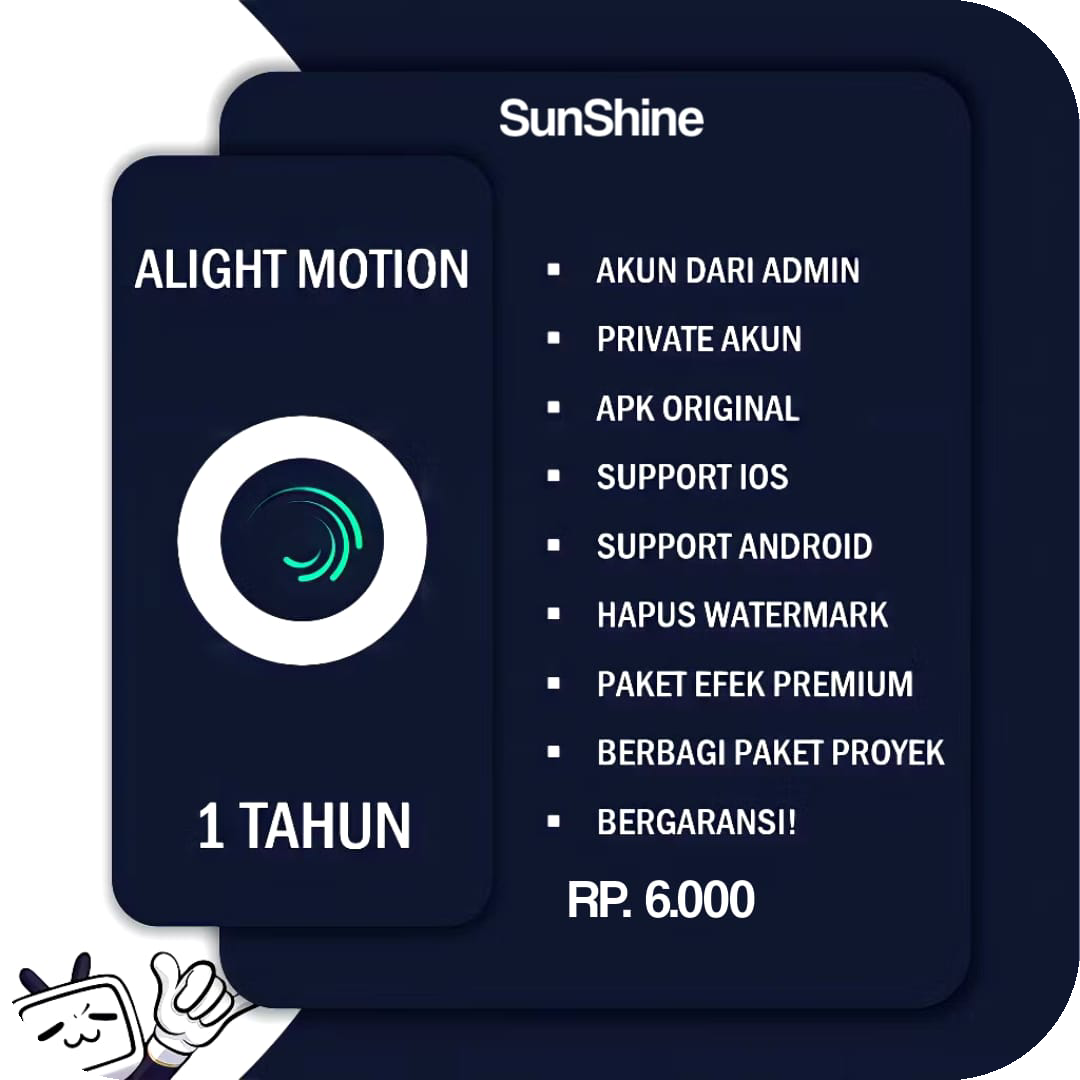 SunShine
ALIGHT MOTION
1 TAHUN
▪ AKUN DARI ADMIN
▪ PRIVATE AKUN
▪ APK ORIGINAL
▪ SUPPORT IOS
▪ SUPPORT ANDROID
▪ HAPUS WATERMARK
▪ PAKET EFEK PREMIUM
▪ BERBAGI PAKET PROYEK
▪ BERGARANSI!
RP. 6.000